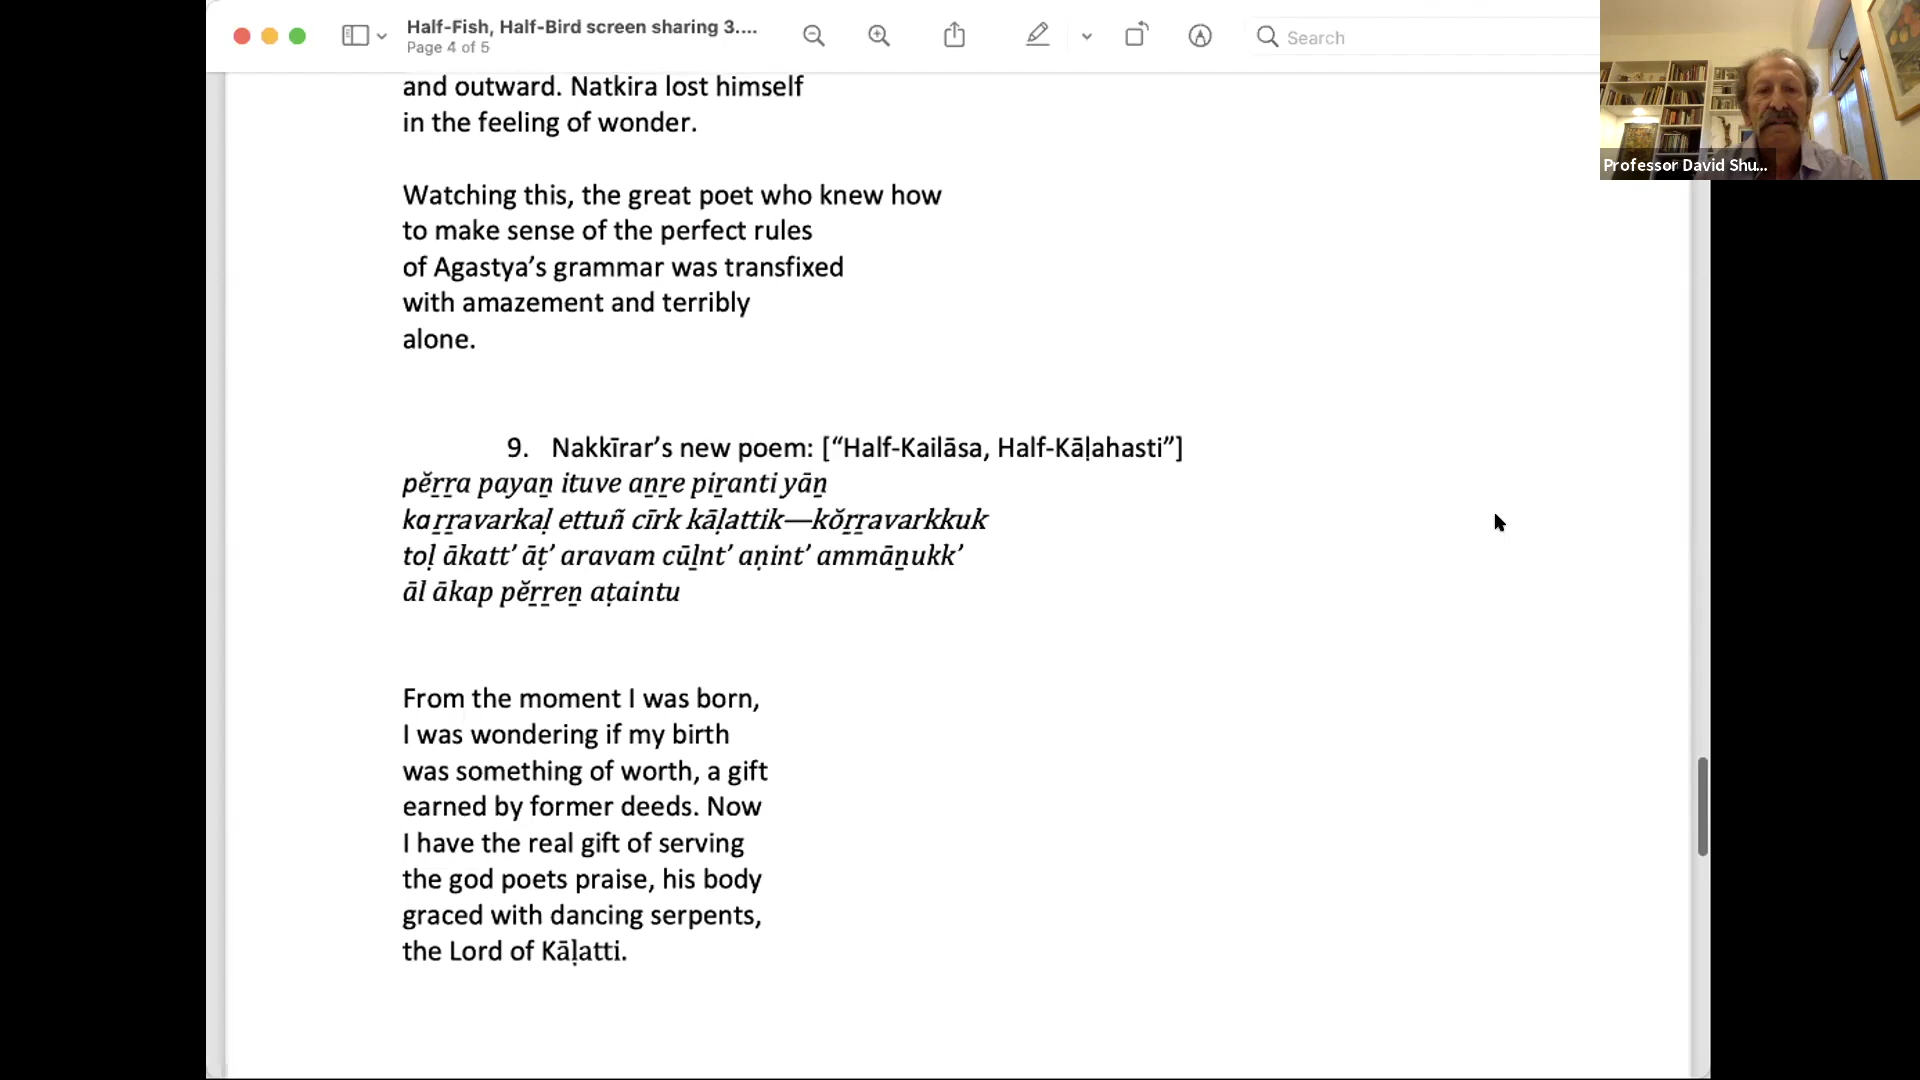 Half-Fish, Half-Bird screen sharing 3....
Page 4 of 5
Search
Professor David Shu...
and outward. Natkira lost himself
in the feeling of wonder.
Watching this, the great poet who knew how
to make sense of the perfect rules
of Agastya’s grammar was transfixed
with amazement and terribly
alone.
9. Nakkīrar’s new poem: [“Half-Kailāsa, Half-Kāḷahasti”]
pĕṟṟa payaṉ ituve aṉṟe piṟanti yāṉ
kaṟṟavarkaḷ ettuñ cīrk kāḷattik—kŏṟṟavarkkuk
toḷ ākatt’ āṭ’ aravam cūḻnt’ aṇint’ ammāṉukk’
āl ākap pĕṟṟeṉ aṭaintu
From the moment I was born,
I was wondering if my birth
was something of worth, a gift
earned by former deeds. Now
I have the real gift of serving
the god poets praise, his body
graced with dancing serpents,
the Lord of Kāḷatti.